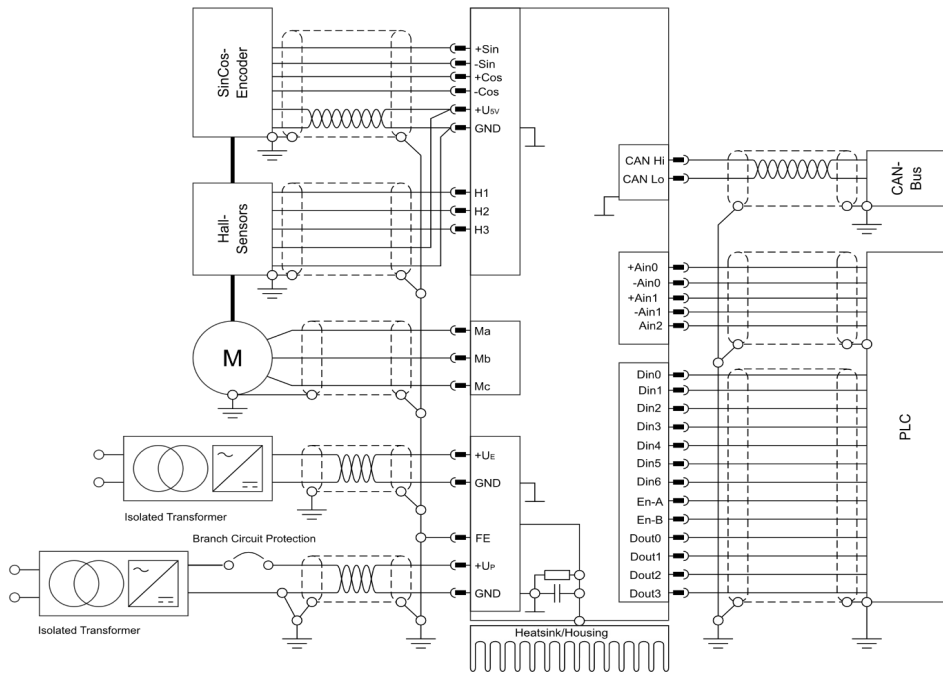 SinCos-
Encoder
+Sin
-Sin
+Cos
-Cos
+U5V
GND
Hall-
Sensors
H1
H2
H3
M
Ma
Mb
Mc
Isolated Transformer
+UE
GND
Branch Circuit Protection
FE
Isolated Transformer
+UP
GND
Heatsink/Housing
CAN Hi
CAN Lo
CAN-
Bus
+Ain0
-Ain0
+Ain1
-Ain1
Ain2
Din0
Din1
Din2
Din3
Din4
Din5
Din6
En-A
En-B
Dout0
Dout1
Dout2
Dout3
PLC